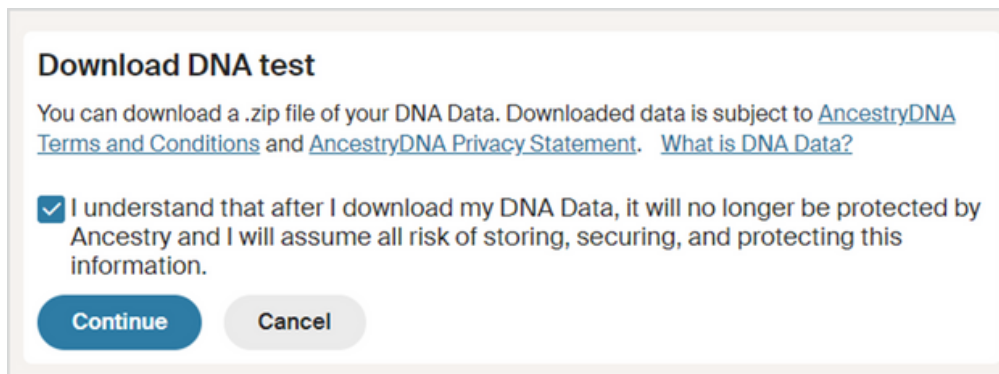 Download DNA test
You can download a .zip file of your DNA Data. Downloaded data is subject to AncestryDNA
Terms and Conditions and AncestryDNA Privacy Statement. What is DNA Data?
I understand that after I download my DNA Data, it will no longer be protected by
Ancestry and I will assume all risk of storing, securing, and protecting this
information.
Continue Cancel